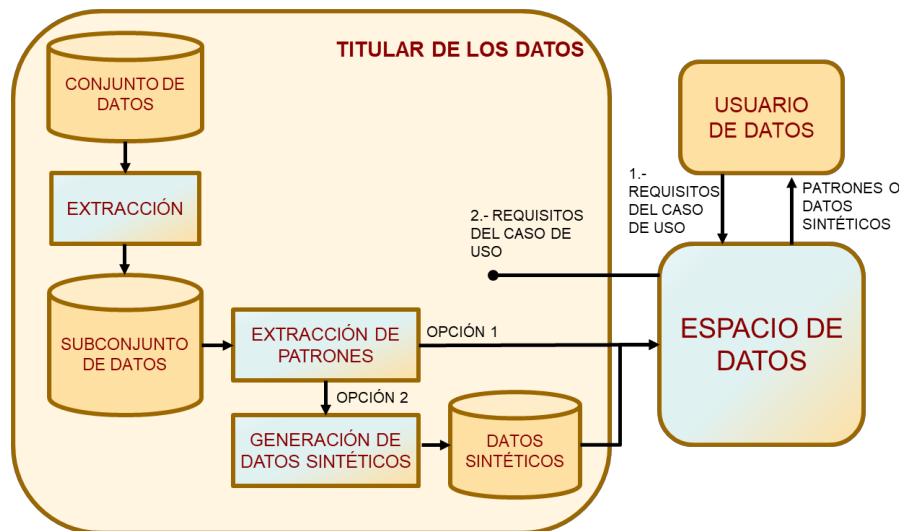 TITULAR DE LOS DATOS
CONJUNTO DE
DATOS
EXTRACCIÓN
SUBCONJUNTO
DE DATOS
EXTRACCIÓN DE
PATRONES
OPCIÓN 1
OPCIÓN 2
GENERACIÓN DE
DATOS SINTÉTICOS
DATOS
SINTÉTICOS
2.- REQUISITOS
DEL CASO DE
USO
USUARIO
DE DATOS
1.-
REQUISITOS
DEL CASO
DE USO
PATRONES O
DATOS
SINTÉTICOS
ESPACIO DE
DATOS